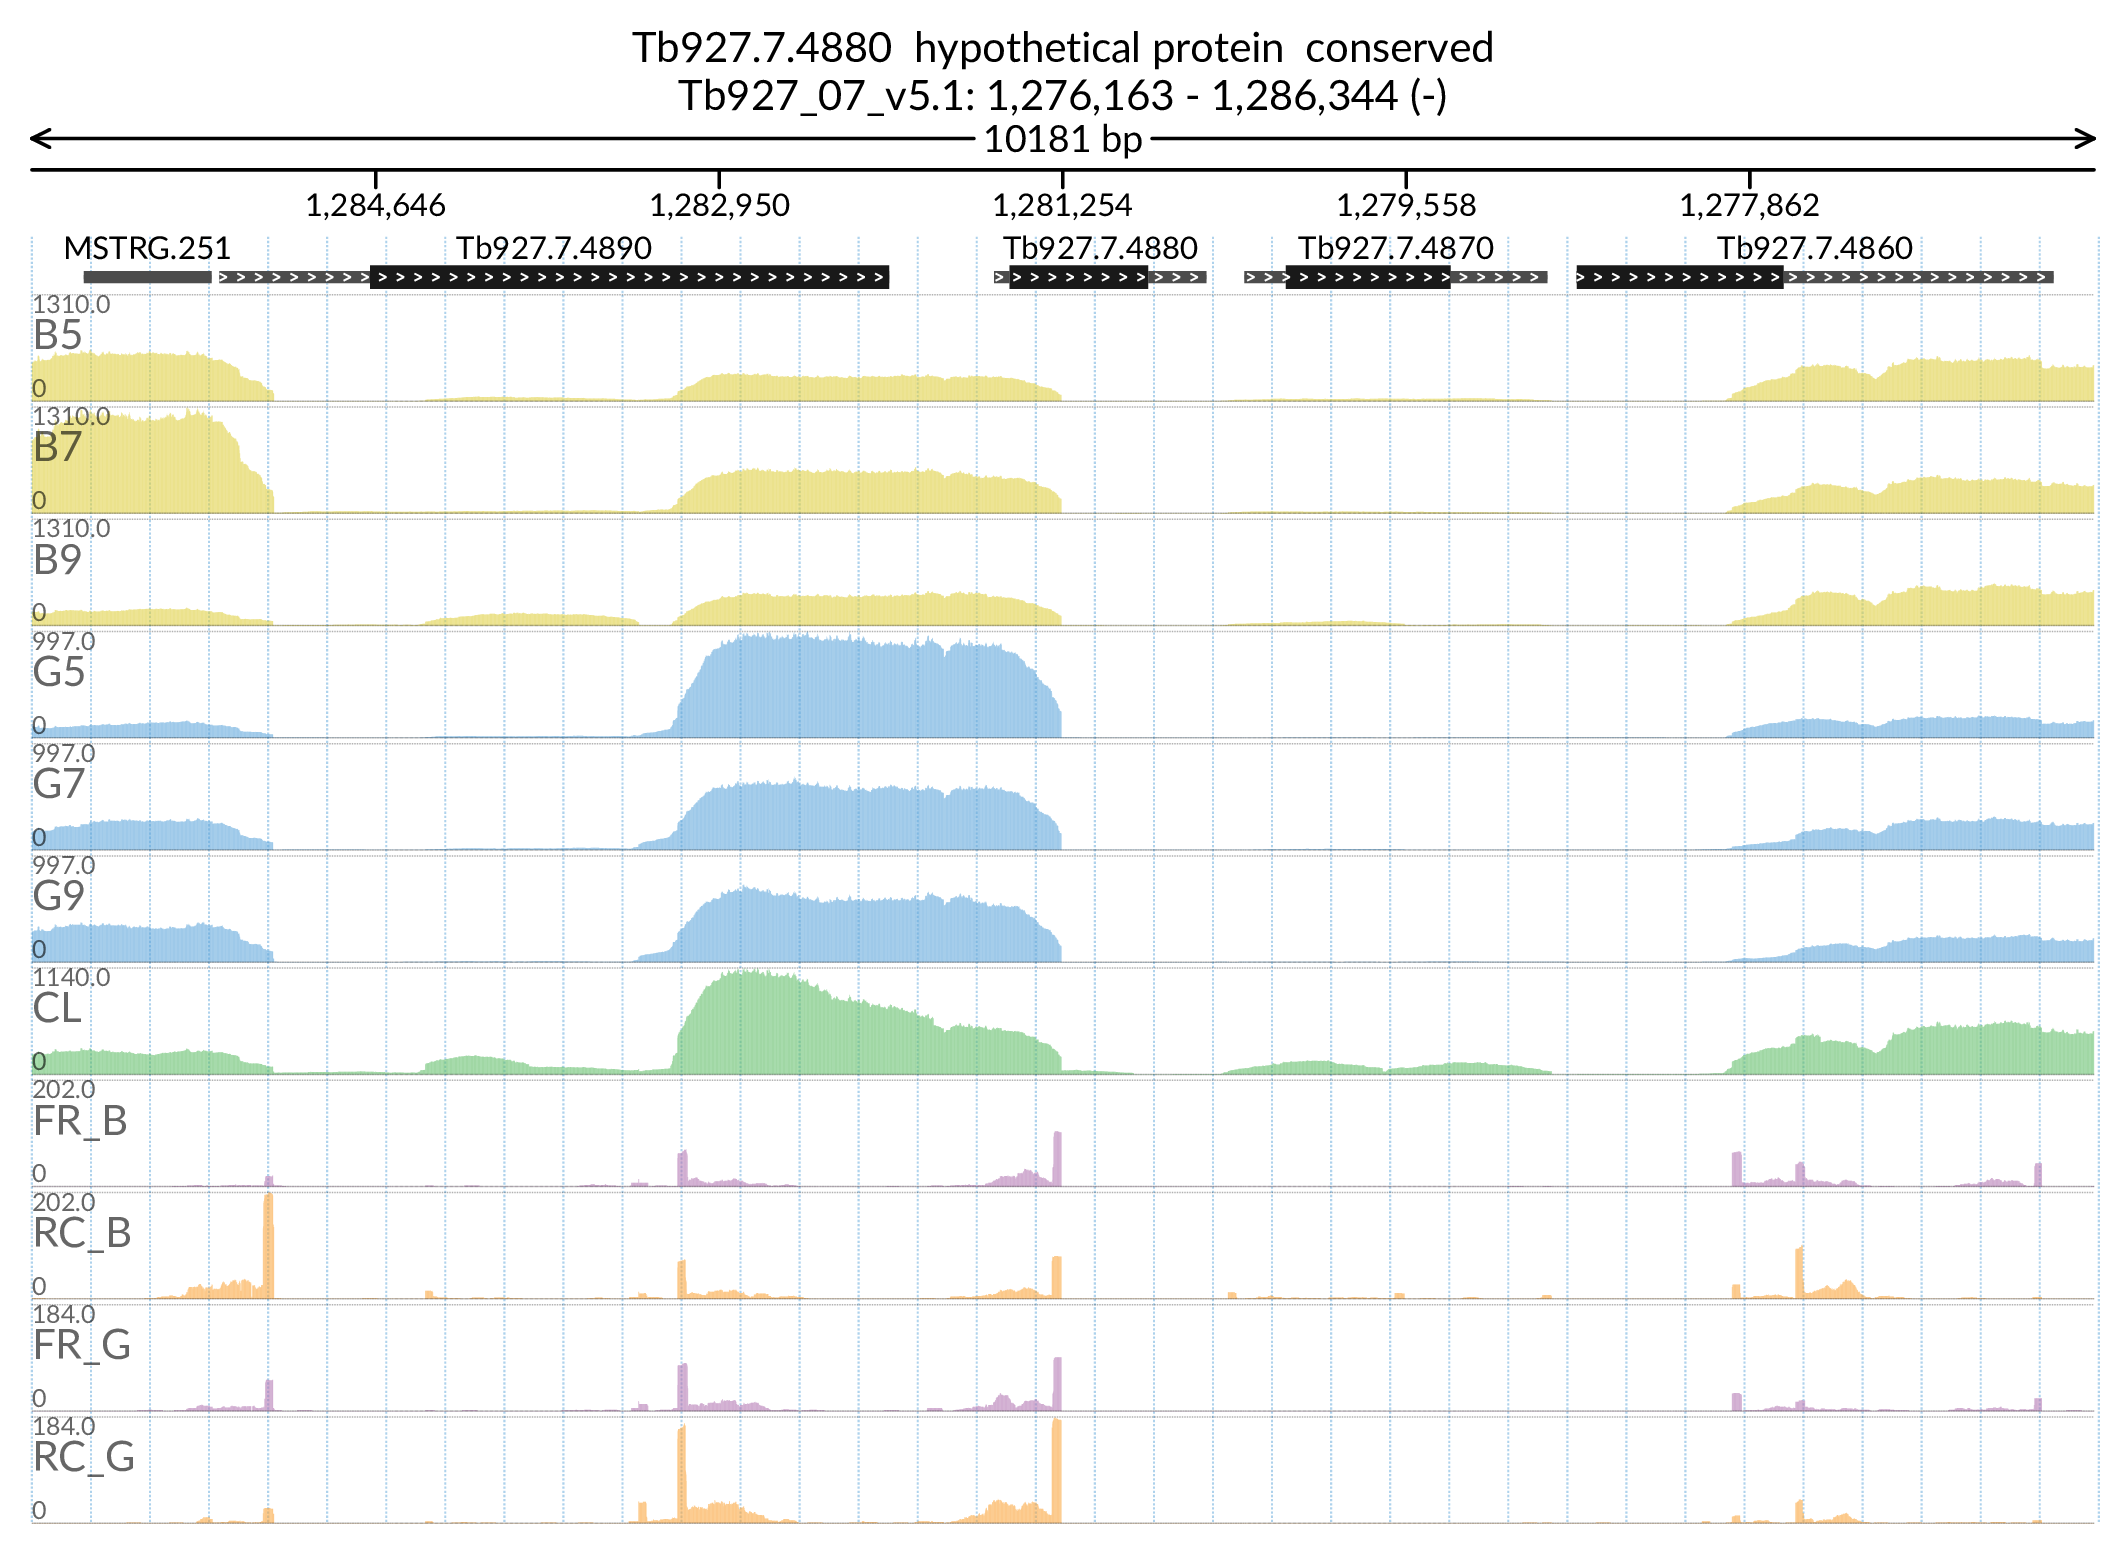 Tb927.7.4880  hypothetical protein  conserved
Tb927_07_v5.1: 1,276,163 - 1,286,344 (-)
10181 bp
1,284,646 1,282,950 1,281,254 1,279,558 1,277,862
MSTRG.251 Tb927.7.4890 Tb927.7.4880 Tb927.7.4870 Tb927.7.4860
1310.0
B5
0
1310.0
B7
0
1310.0
B9
0
997.0
G5
0
997.0
G7
0
997.0
G9
0
1140.0
CL
0
202.0
FR_B
0
202.0
RC_B
0
184.0
FR_G
0
184.0
RC_G
0